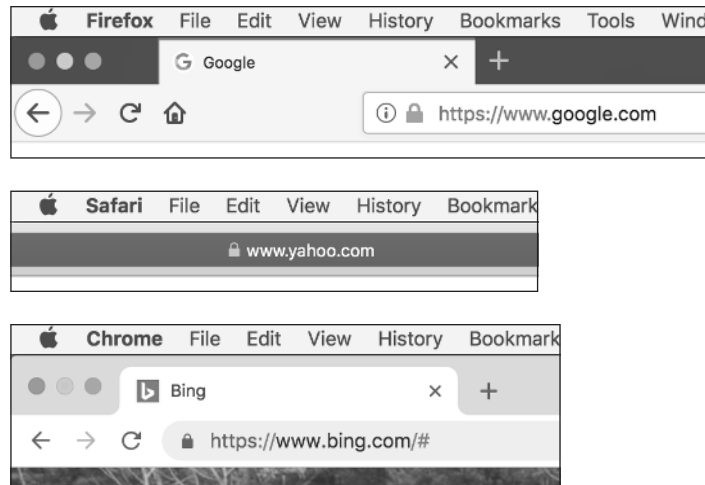 Firefox File Edit View History Bookmarks Tools Wind
Google
https://www.google.com
Safari File Edit View History Bookmark
www.yahoo.com
Chrome File Edit View History Bookmark
Bing
https://www.bing.com/#